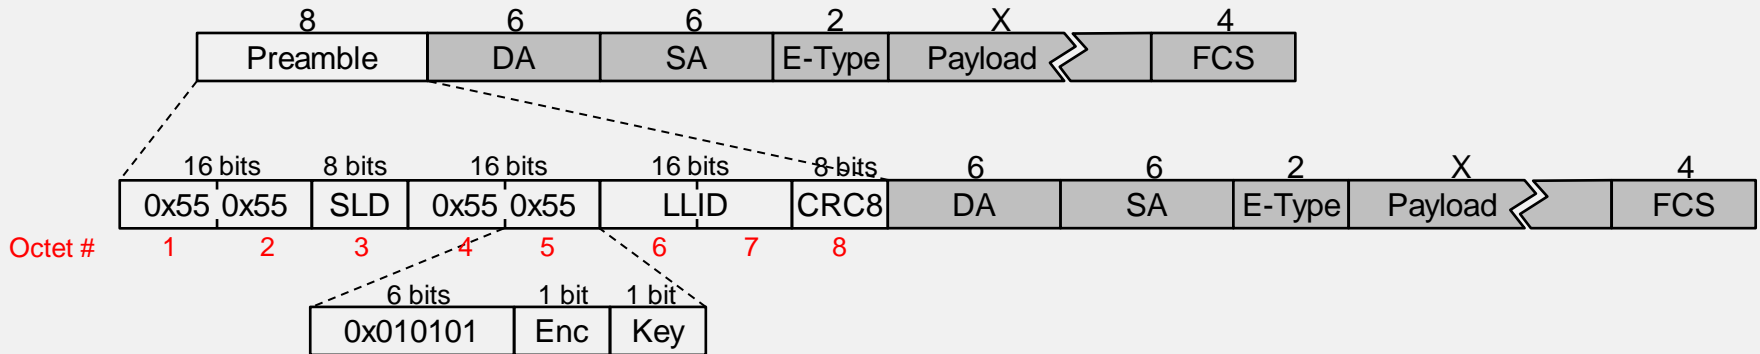 8 6 6 2 X 4
Preamble DA SA E-Type Payload FCS
16 bits 8 bits 16 bits 16 bits 8 bits 6 6 2 X 4
0x55 0x55 SLD 0x55 0x55 LLID CRC8 DA SA E-Type Payload FCS
Octet # 1 2 3 4 5 6 7 8
6 bits 1 bit 1 bit
0x010101 Enc Key